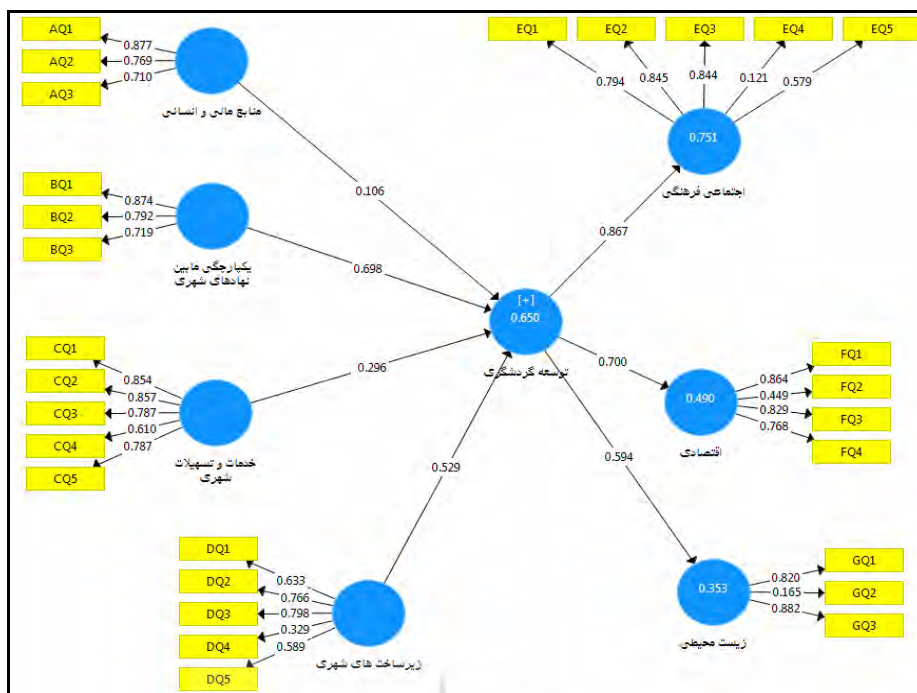 AQ1
AQ2
AQ3
0.877
0.769
0.710
منابع مالی و انسانی
0.106
BQ1
BQ2
BQ3
0.874
0.792
0.719
یکپارچگی مابین
نهادهای شهری
0.698
CQ1
CQ2
CQ3
CQ4
CQ5
0.854
0.857
0.787
0.610
0.787
خدمات و تسهیلات
شهری
0.296
DQ1
DQ2
DQ3
DQ4
DQ5
0.633
0.766
0.798
0.329
0.589
زیرساخت های شهری
0.529
[+]
0.650
توسعه گردشگری
EQ1
EQ2
EQ3
EQ4
EQ5
0.794
0.845
0.844
0.121
0.579
0.751
اجتماعی فرهنگی
0.867
0.700
FQ1
FQ2
FQ3
FQ4
0.864
0.449
0.829
0.768
0.490
اقتصادی
0.594
GQ1
GQ2
GQ3
0.820
0.165
0.882
0.353
زیست محیطی